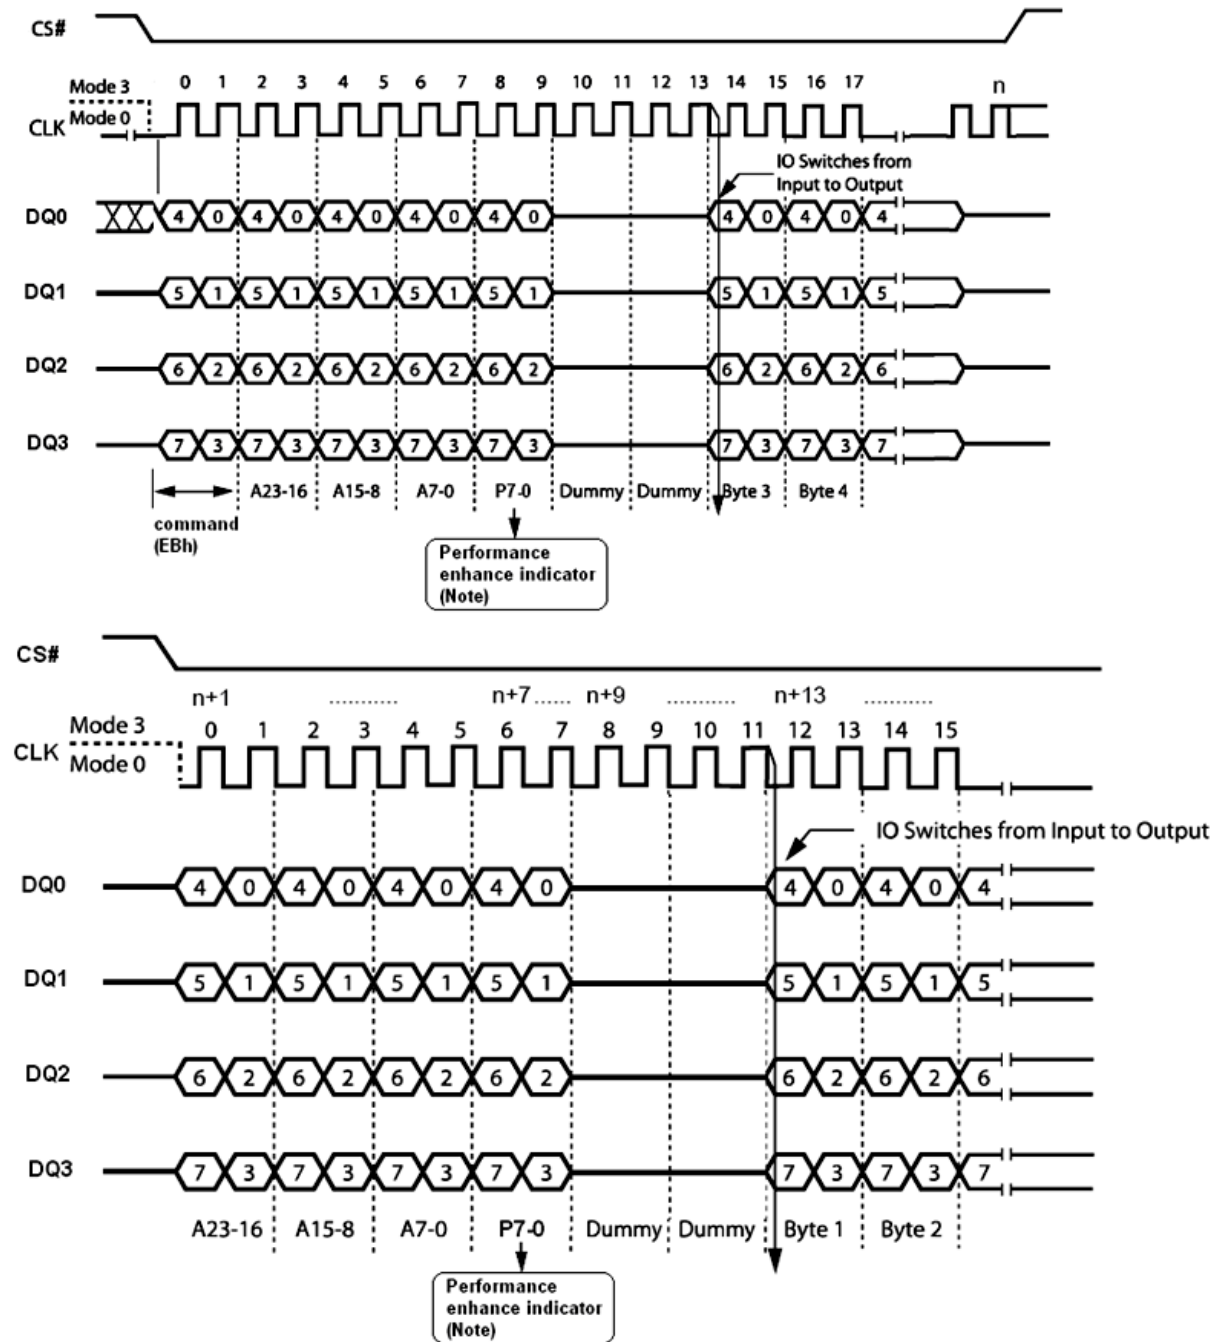 CS#
0 1 2 3 4 5 6 7 8 9 10 11 12 13 14 15 16 17 n
Mode 3
Mode 0
CLK
IO Switches from
Input to Output
DQ0 4 0 4 0 4 0 4 0 4 0 4 0 4 0 4
DQ1 5 1 5 1 5 1 5 1 5 1 5 1 5 1 5
DQ2 6 2 6 2 6 2 6 2 6 2 6 2 6 2 6
DQ3 7 3 7 3 7 3 7 3 7 3 7 3 7 3 7
A23-16 A15-8 A7-0 P7-0 Dummy Dummy Byte 3 Byte 4
command
(EBh)
Performance
enhance indicator
(Note)
CS#
n+1 ............ n+7 ...... n+9 ............ n+13 ............
Mode 3 0 1 2 3 4 5 6 7 8 9 10 11 12 13 14 15
CLK Mode 0
IO Switches from Input to Output
DQ0 4 0 4 0 4 0 4 0 4 0 4 0 4
DQ1 5 1 5 1 5 1 5 1 5 1 5 1 5
DQ2 6 2 6 2 6 2 6 2 6 2 6 2 6
DQ3 7 3 7 3 7 3 7 3 7 3 7 3 7
A23-16 A15-8 A7-0 P7-0 Dummy Dummy Byte 1 Byte 2
Performance
enhance indicator
(Note)